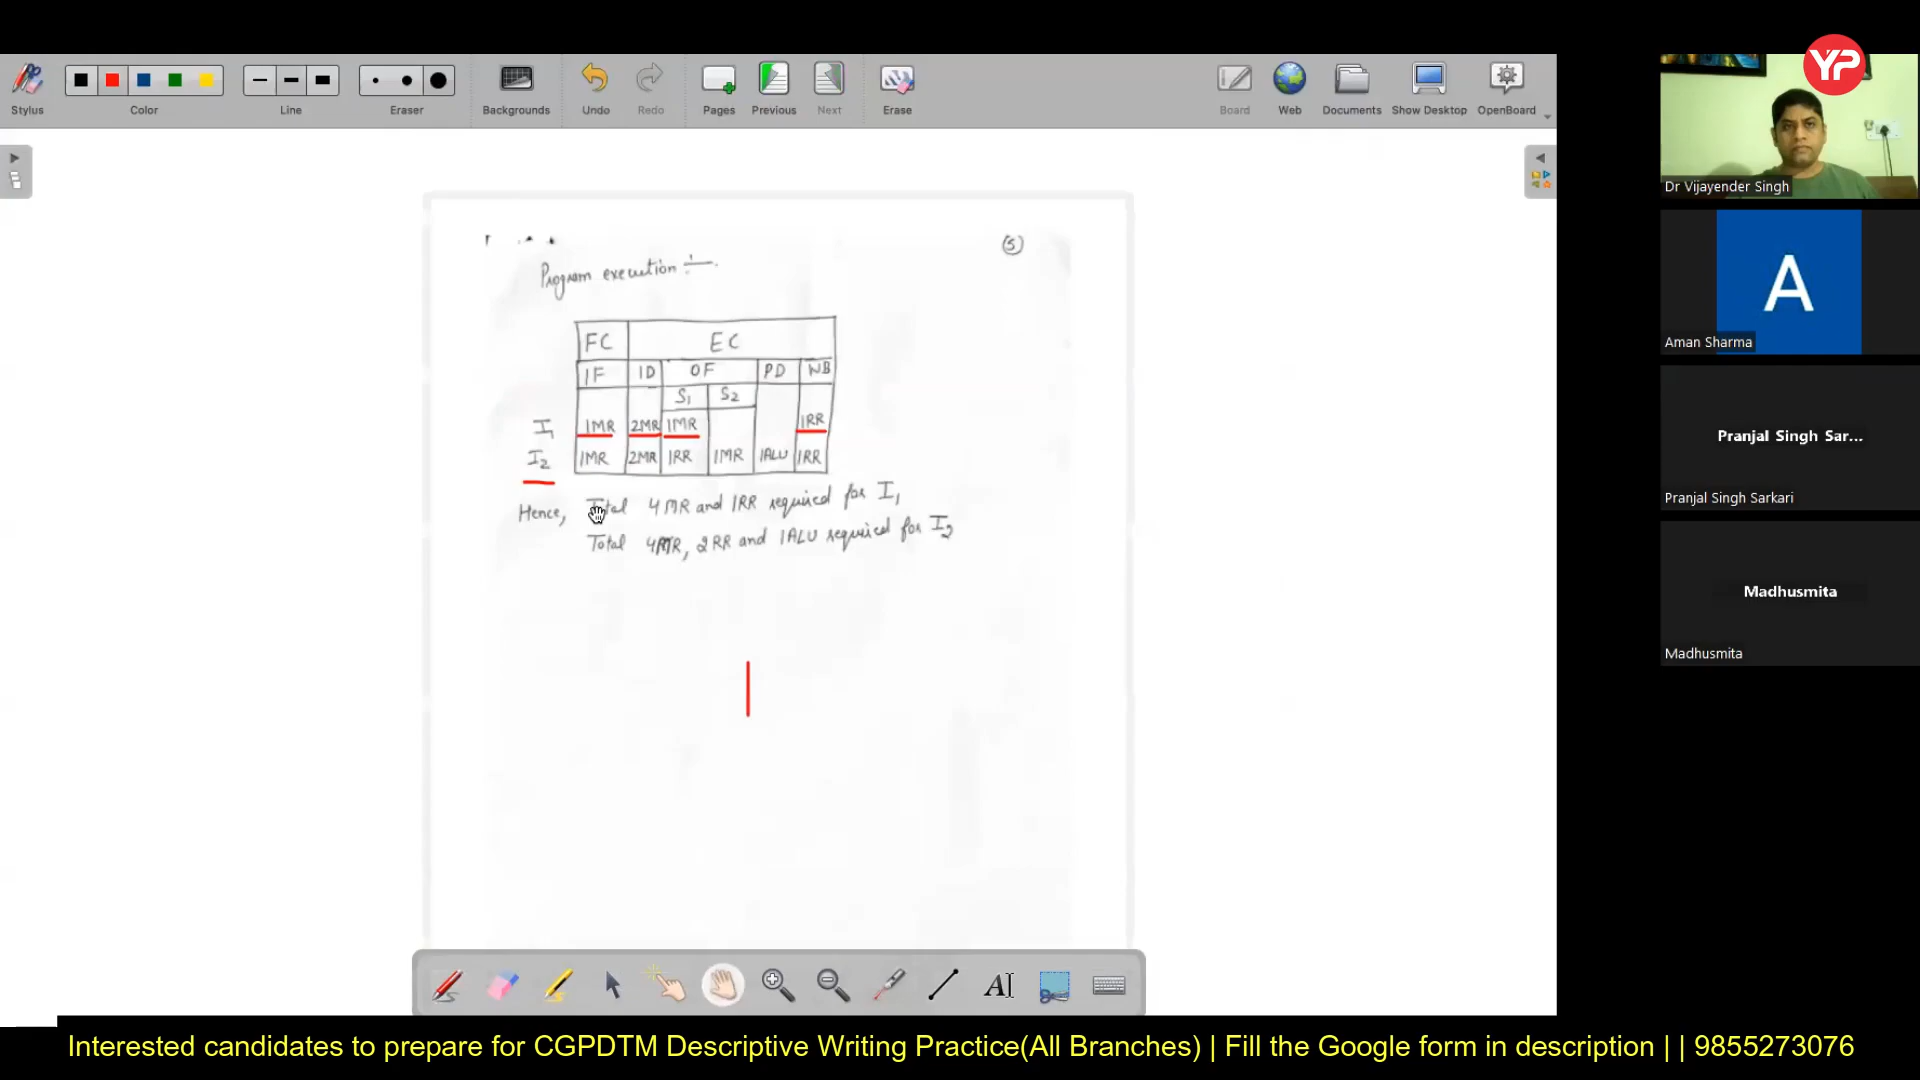 YP
Stylus
Color
Line
Eraser
Backgrounds
Undo
Redo
Pages
Previous
Next
Erase
Board
Web
Documents
Show Desktop
OpenBoard
5
Program execution :-
FC EC
IF ID OF PD WB
S1 S2
I1 1MR 2MR 1MR 1RR
I2 1MR 2MR 1RR 1MR 1ALU 1RR
Hence, Total 4MR and 1RR required for I1
Total 4MR, 2RR and 1ALU required for I2
Dr Vijayender Singh
A
Aman Sharma
Pranjal Singh Sar...
Pranjal Singh Sarkari
Madhusmita
Madhusmita
Interested candidates to prepare for CGPDTM Descriptive Writing Practice(All Branches) | Fill the Google form in description | | 9855273076